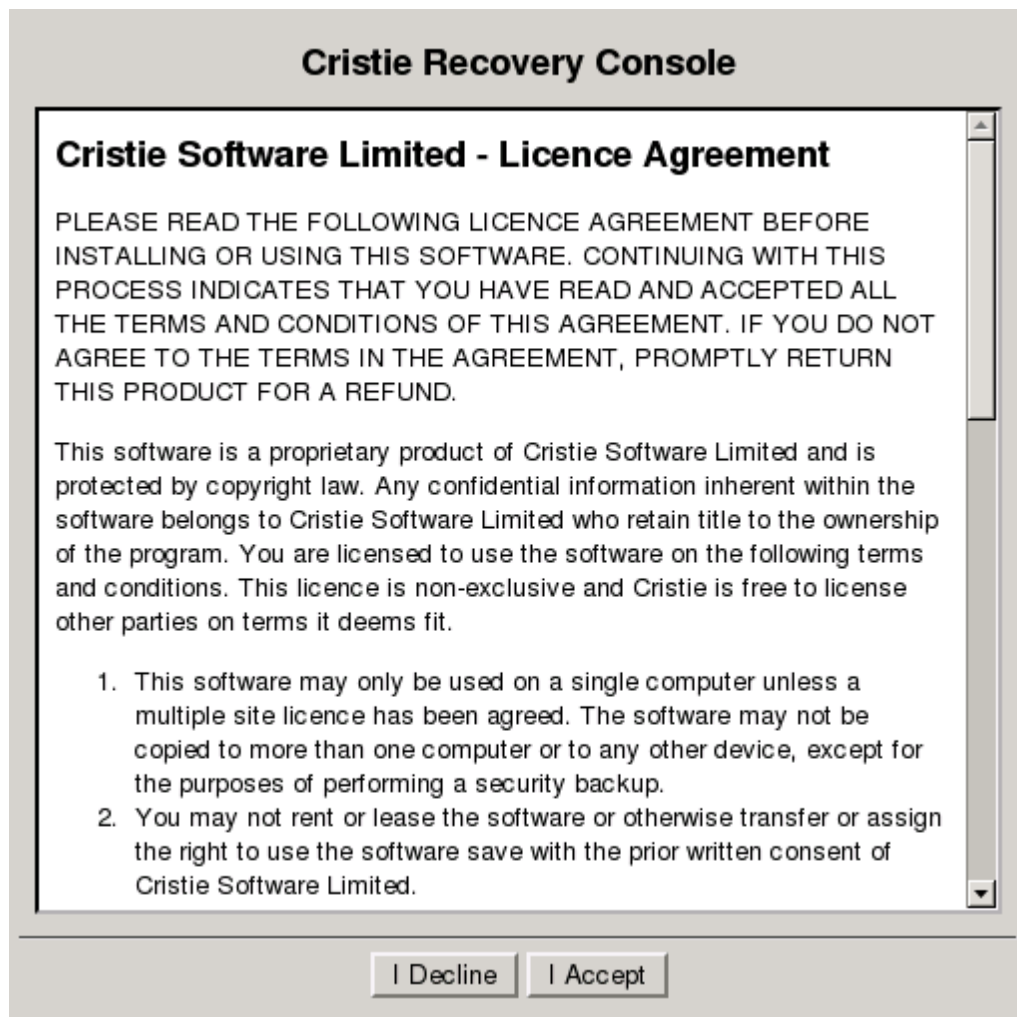 Cristie Recovery Console
Cristie Software Limited - Licence Agreement
PLEASE READ THE FOLLOWING LICENCE AGREEMENT BEFORE
INSTALLING OR USING THIS SOFTWARE. CONTINUING WITH THIS
PROCESS INDICATES THAT YOU HAVE READ AND ACCEPTED ALL
THE TERMS AND CONDITIONS OF THIS AGREEMENT. IF YOU DO NOT
AGREE TO THE TERMS IN THE AGREEMENT, PROMPTLY RETURN
THIS PRODUCT FOR A REFUND.
This software is a proprietary product of Cristie Software Limited and is
protected by copyright law. Any confidential information inherent within the
software belongs to Cristie Software Limited who retain title to the ownership
of the program. You are licensed to use the software on the following terms
and conditions. This licence is non-exclusive and Cristie is free to license
other parties on terms it deems fit.
1. This software may only be used on a single computer unless a
multiple site licence has been agreed. The software may not be
copied to more than one computer or to any other device, except for
the purposes of performing a security backup.
2. You may not rent or lease the software or otherwise transfer or assign
the right to use the software save with the prior written consent of
Cristie Software Limited.
I Decline I Accept